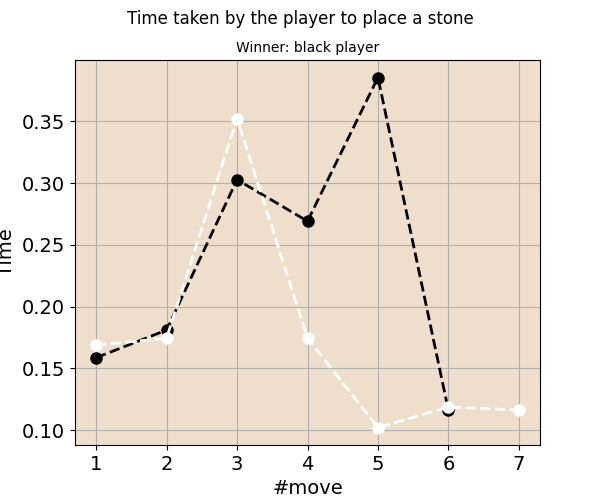 Time taken by the player to place a stone
Winner: black player
0.35
0.30
0.25
0.20
0.15
0.10
Time
1 2 3 4 5 6 7
#move